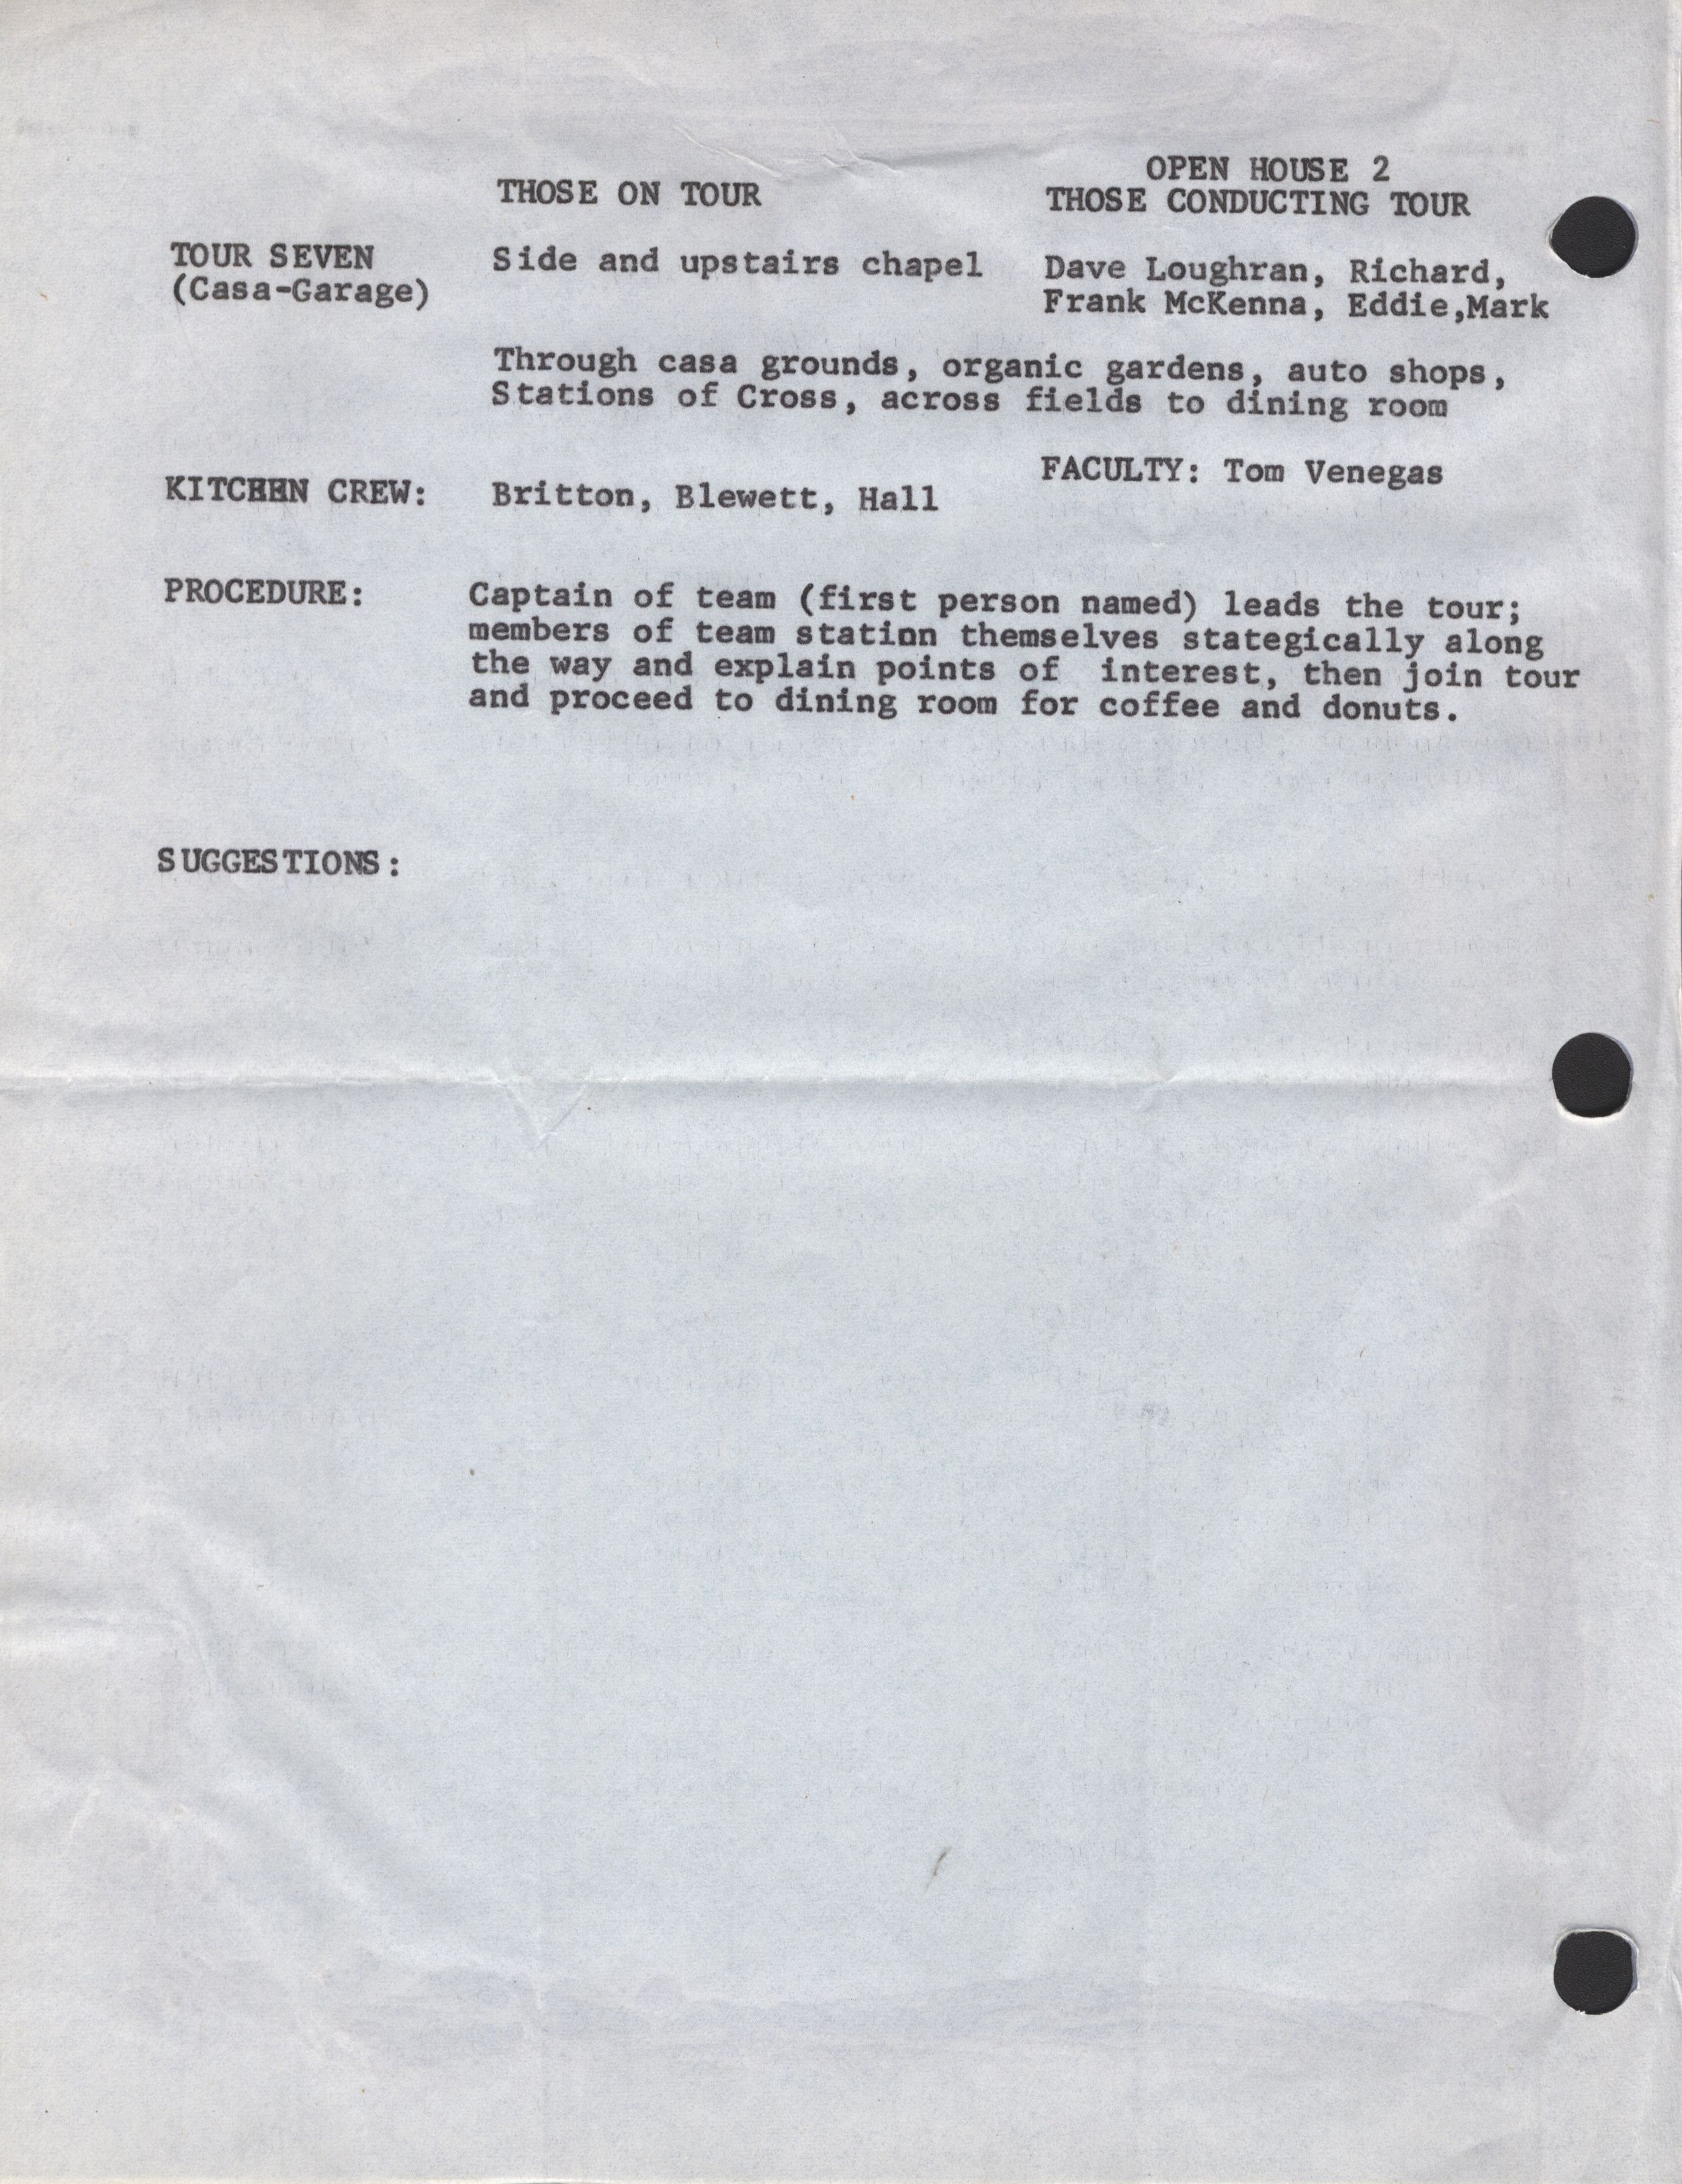 OPEN HOUSE 2
THOSE ON TOUR THOSE CONDUCTING TOUR
TOUR SEVEN Side and upstairs chapel Dave Loughran, Richard,
(Casa-Garage) Frank McKenna, Eddie,Mark
Through casa grounds, organic gardens, auto shops,
Stations of Cross, across fields to dining room
FACULTY: Tom Venegas
KITCHEN CREW: Britton, Blewett, Hall
PROCEDURE: Captain of team (first person named) leads the tour;
members of team station themselves stategically along
the way and explain points of interest, then join tour
and proceed to dining room for coffee and donuts.
SUGGESTIONS: